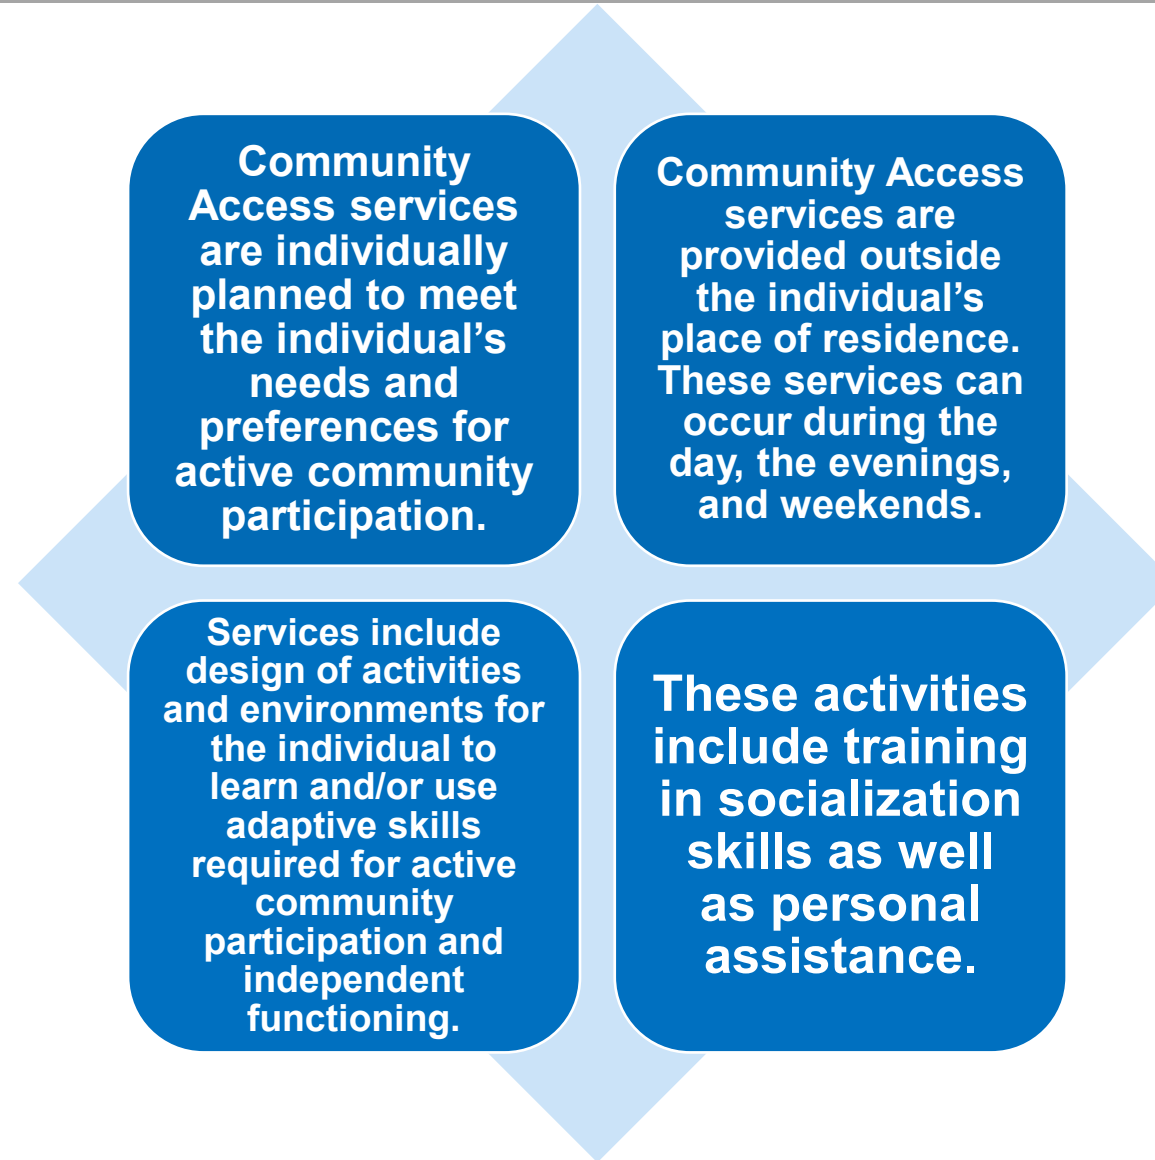 Community
Access services
are individually
planned to meet
the individual’s
needs and
preferences for
active community
participation.
Community Access
services are
provided outside
the individual’s
place of residence.
These services can
occur during the
day, the evenings,
and weekends.
Services include
design of activities
and environments for
the individual to
learn and/or use
adaptive skills
required for active
community
participation and
independent
functioning.
These activities
include training
in socialization
skills as well
as personal
assistance.